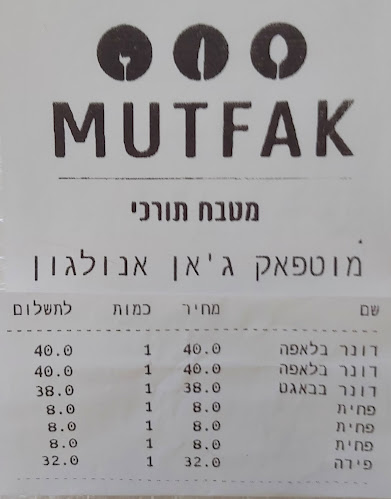 MUTFAK
מטבח תורכי
מוטפאק ג'אן אנולגון
שם מחיר כמות לתשלום
דונר בלאפה 40.0 1 40.0
דונר בלאפה 40.0 1 40.0
דונר בבאגט 38.0 1 38.0
פחית 8.0 1 8.0
פחית 8.0 1 8.0
פחית 8.0 1 8.0
פירה 32.0 1 32.0